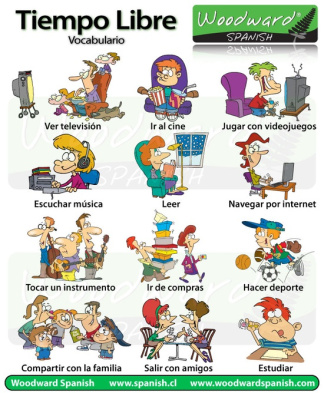 Tiempo Libre
Vocabulario
Woodward®
SPANISH
Ver televisión
Ir al cine
Jugar con videojuegos
Escuchar música
Leer
Navegar por internet
Tocar un instrumento
Ir de compras
Hacer deporte
Compartir con la familia
Salir con amigos
Estudiar
Woodward Spanish www.spanish.cl www.woodwardspanish.com